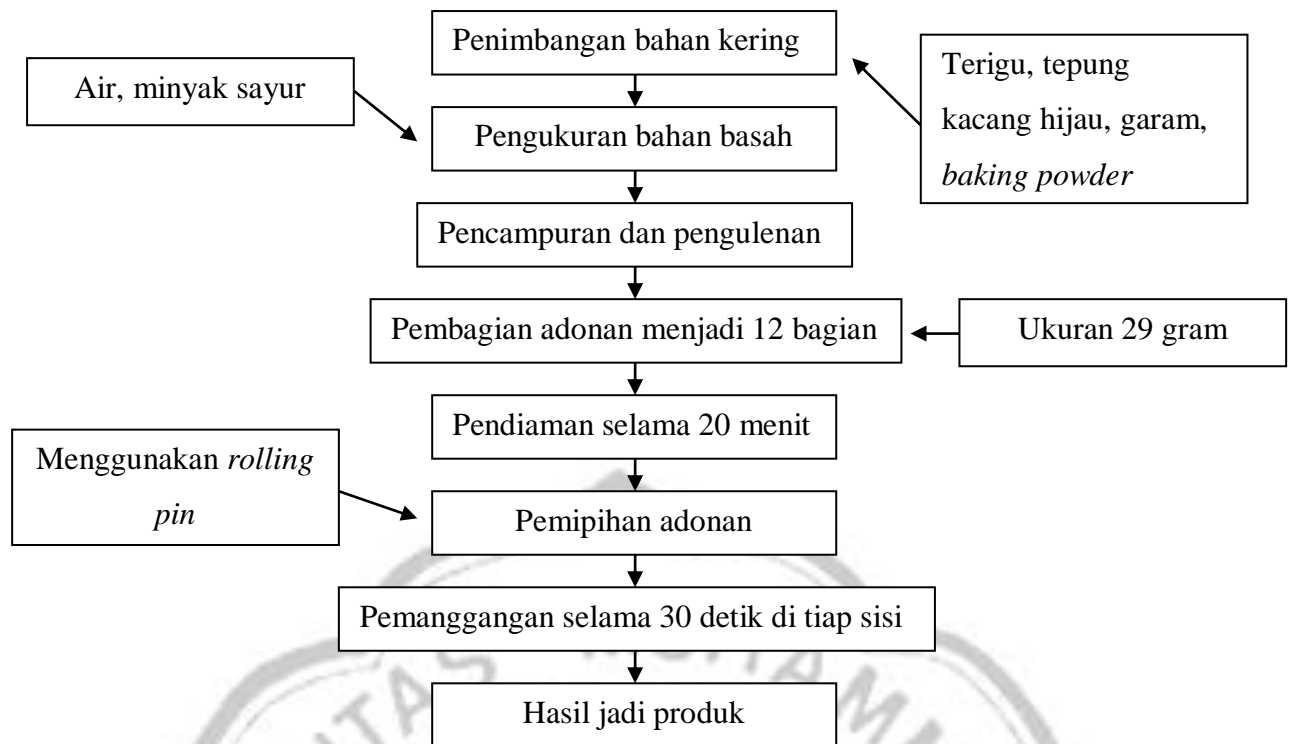 Penimbangan bahan kering
Terigu, tepung
kacang hijau, garam,
baking powder
Air, minyak sayur
Pengukuran bahan basah
Pencampuran dan pengulenan
Pembagian adonan menjadi 12 bagian
Ukuran 29 gram
Pendiaman selama 20 menit
Menggunakan rolling
pin
Pemipihan adonan
Pemanggangan selama 30 detik di tiap sisi
Hasil jadi produk